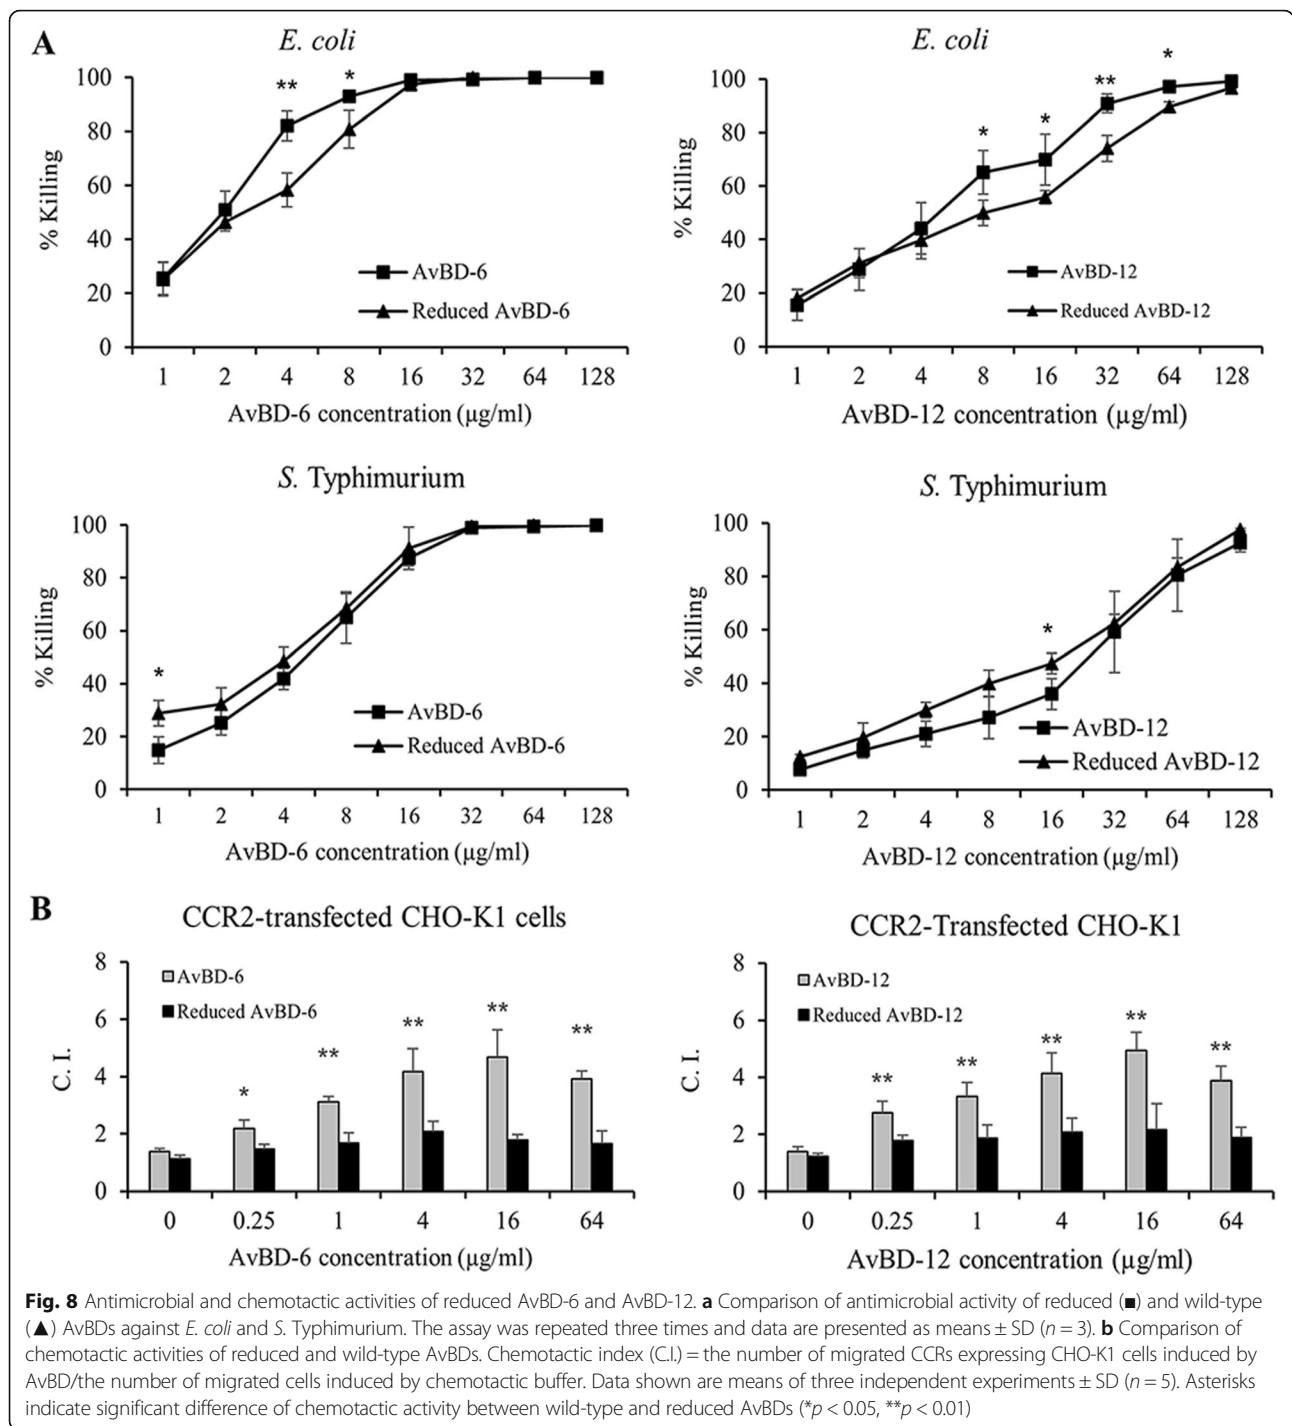 A
E. coli
100
80
60
40
20
0
% Killing
**
*
AvBD-6
Reduced AvBD-6
1 2 4 8 16 32 64 128
AvBD-6 concentration (µg/ml)
E. coli
100
80
60
40
20
0
% Killing
*
*
**
*
AvBD-12
Reduced AvBD-12
1 2 4 8 16 32 64 128
AvBD-12 concentration (µg/ml)
S. Typhimurium
100
80
60
40
20
0
% Killing
*
AvBD-6
Reduced AvBD-6
1 2 4 8 16 32 64 128
AvBD-6 concentration (µg/ml)
S. Typhimurium
100
80
60
40
20
0
% Killing
*
AvBD-12
Reduced AvBD-12
1 2 4 8 16 32 64 128
AvBD-12 concentration (µg/ml)
B
CCR2-transfected CHO-K1 cells
8
6
4
2
0
C. I.
AvBD-6
Reduced AvBD-6
*
**
**
**
**
0 0.25 1 4 16 64
AvBD-6 concentration (µg/ml)
CCR2-Transfected CHO-K1
8
6
4
2
0
C. I.
AvBD-12
Reduced AvBD-12
**
**
**
**
**
0 0.25 1 4 16 64
AvBD-12 concentration (µg/ml)
Fig. 8 Antimicrobial and chemotactic activities of reduced AvBD-6 and AvBD-12. a Comparison of antimicrobial activity of reduced (■) and wild-type
(▲) AvBDs against E. coli and S. Typhimurium. The assay was repeated three times and data are presented as means ± SD (n = 3). b Comparison of
chemotactic activities of reduced and wild-type AvBDs. Chemotactic index (C.I.) = the number of migrated CCRs expressing CHO-K1 cells induced by
AvBD/the number of migrated cells induced by chemotactic buffer. Data shown are means of three independent experiments ± SD (n = 5). Asterisks
indicate significant difference of chemotactic activity between wild-type and reduced AvBDs (*p < 0.05, **p < 0.01)